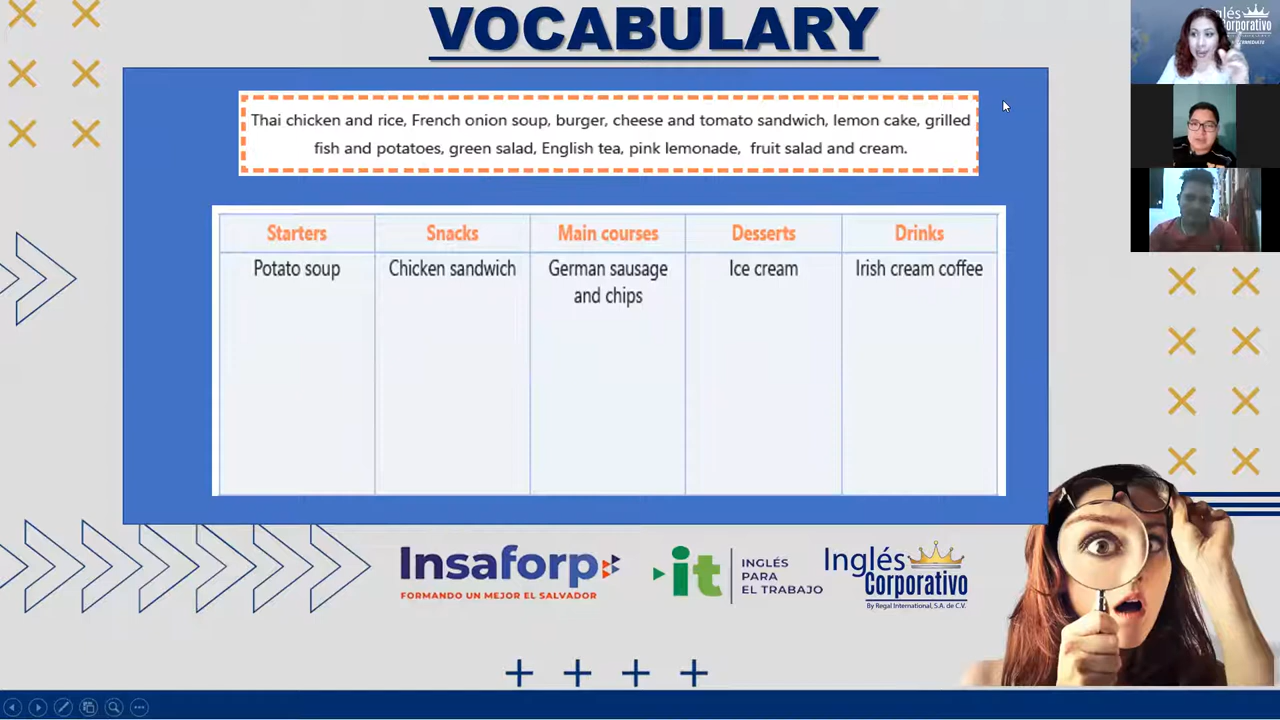 VOCABULARY
Thai chicken and rice, French onion soup, burger, cheese and tomato sandwich, lemon cake, grilled
fish and potatoes, green salad, English tea, pink lemonade, fruit salad and cream.
Starters
Snacks
Main courses
Desserts
Drinks
Potato soup
Chicken sandwich
German sausage
and chips
Ice cream
Irish cream coffee
Insaforp
FORMANDO UN MEJOR EL SALVADOR
it
INGLÉS
PARA
EL TRABAJO
Inglés
Corporativo
By Regal International, S.A. de C.V.
Inglés
Corporativo